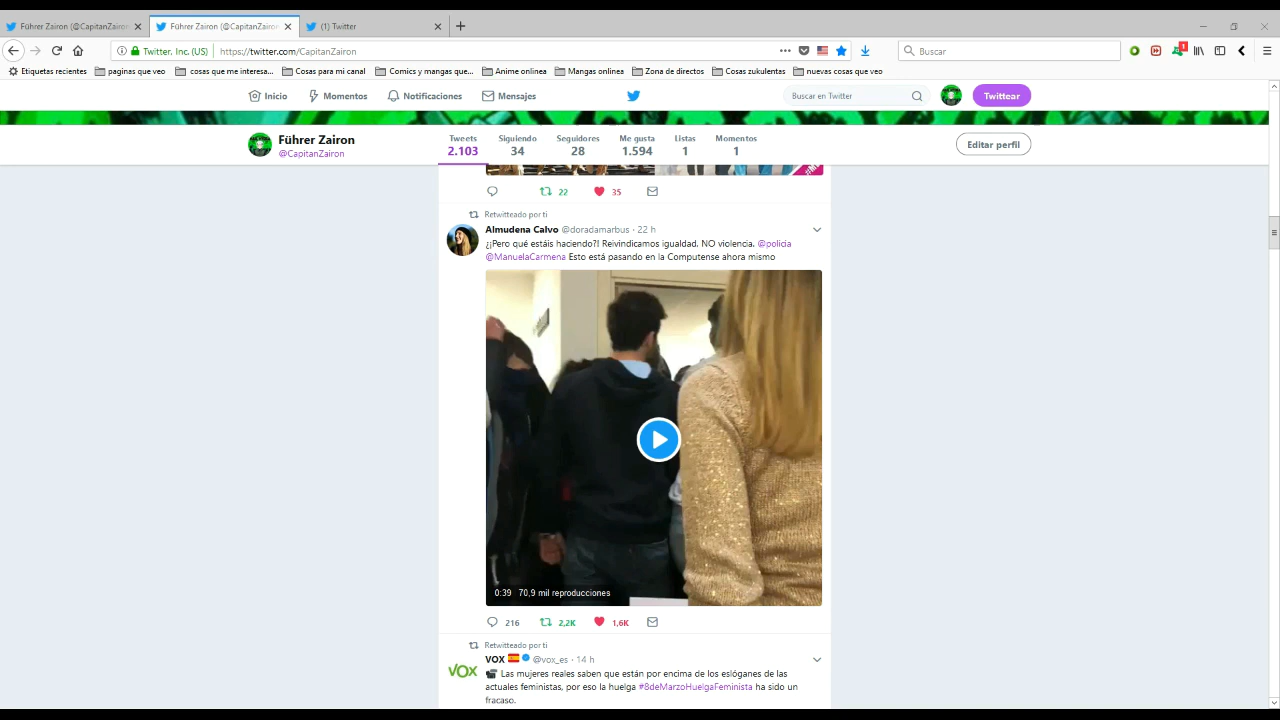 Führer Zairon (@CapitanZairon
Führer Zairon (@CapitanZairon
(1) Twitter
Twitter, Inc. (US)
https://twitter.com/CapitanZairon
Buscar
1
Etiquetas recientes
paginas que veo
cosas que me interesa...
Cosas para mi canal
Comics y mangas que...
Anime onlinea
Mangas onlinea
Zona de directos
Cosas zukulentas
nuevas cosas que veo
Inicio
Momentos
Notificaciones
Mensajes
Buscar en Twitter
Twittear
Führer Zairon
@CapitanZairon
Tweets
2.103
Siguiendo
34
Seguidores
28
Me gusta
1.594
Listas
1
Momentos
1
Editar perfil
22
35
Retwitteado por ti
Almudena Calvo @doradamarbus · 22 h
¿¡Pero qué estáis haciendo?! Reivindicamos igualdad, NO violencia. @policia
@ManuelaCarmena Esto está pasando en la Computense ahora mismo
0:39 70,9 mil reproducciones
216
2,2K
1,6K
Retwitteado por ti
VOX @vox_es · 14 h
VOX
Las mujeres reales saben que están por encima de los eslóganes de las
actuales feministas, por eso la huelga #8deMarzoHuelgaFeminista ha sido un
fracaso.